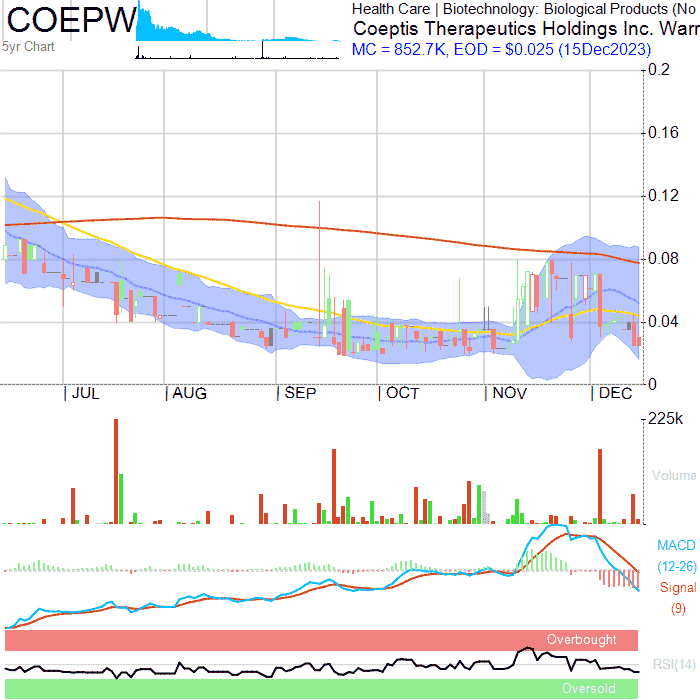 COEPW
5yr Chart
Health Care | Biotechnology: Biological Products (No
Coeptis Therapeutics Holdings Inc. Warr
MC = 852.7K, EOD = $0.025 (15Dec2023)
0.2
0.16
0.12
0.08
0.04
0
| JUL | AUG | SEP | OCT | NOV | DEC
225k
Volume
MACD
(12-26)
Signal
(9)
Overbought
RSI(14)
Oversold